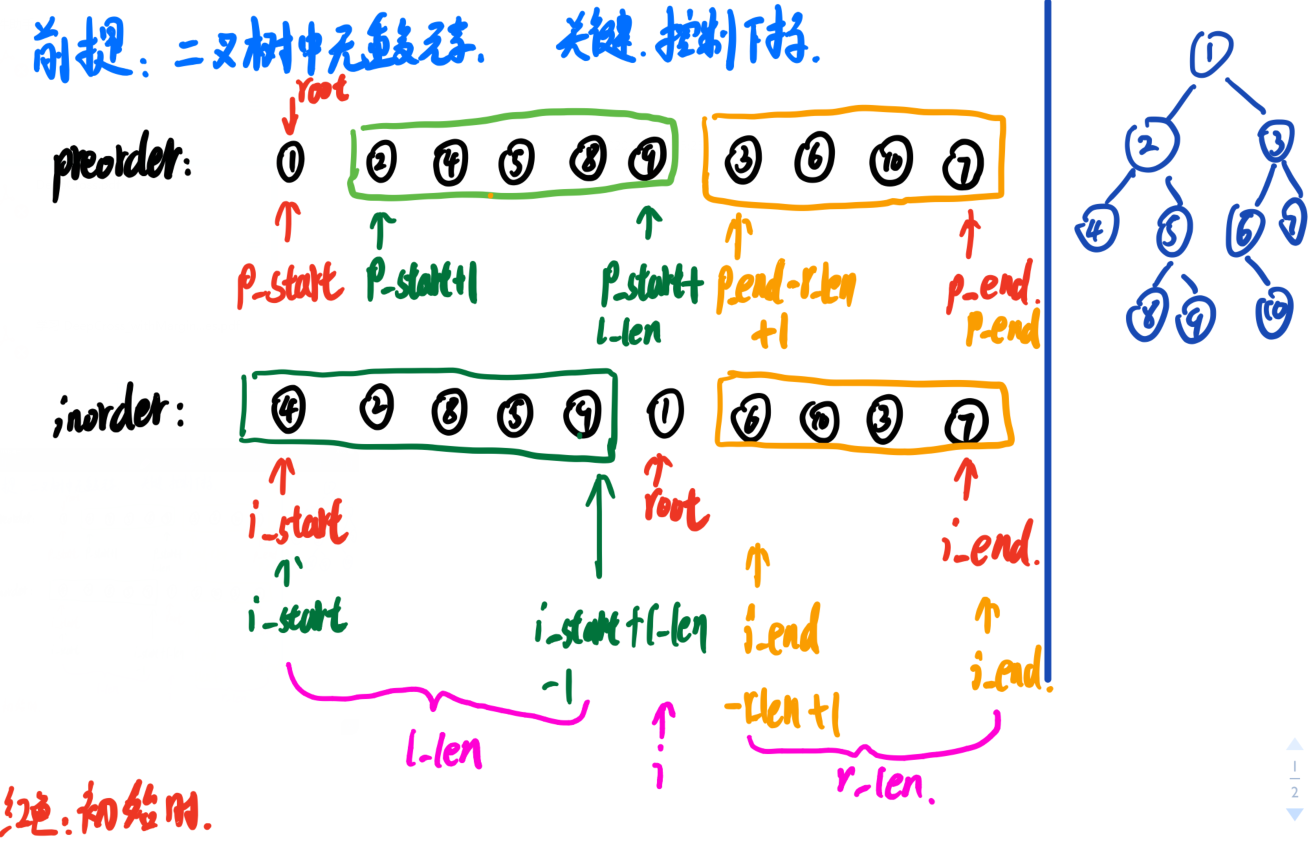 前提：二叉树中无重复元素. 关键.控制下标.
root
preorder: 1 2 4 5 8 9 3 6 10 7
p_start p_start+1 p_start+ p_end-r_len p_end.
l_len +1 p_end
inorder: 4 2 8 5 9 1 6 10 3 7
i_start root i_end.
i_start i_start+l-len i_end i_end.
-1 -r_len+1
l-len i r_len.
红色：初始时.
1
2 3
4 5 6 7
8 9 10
1
2